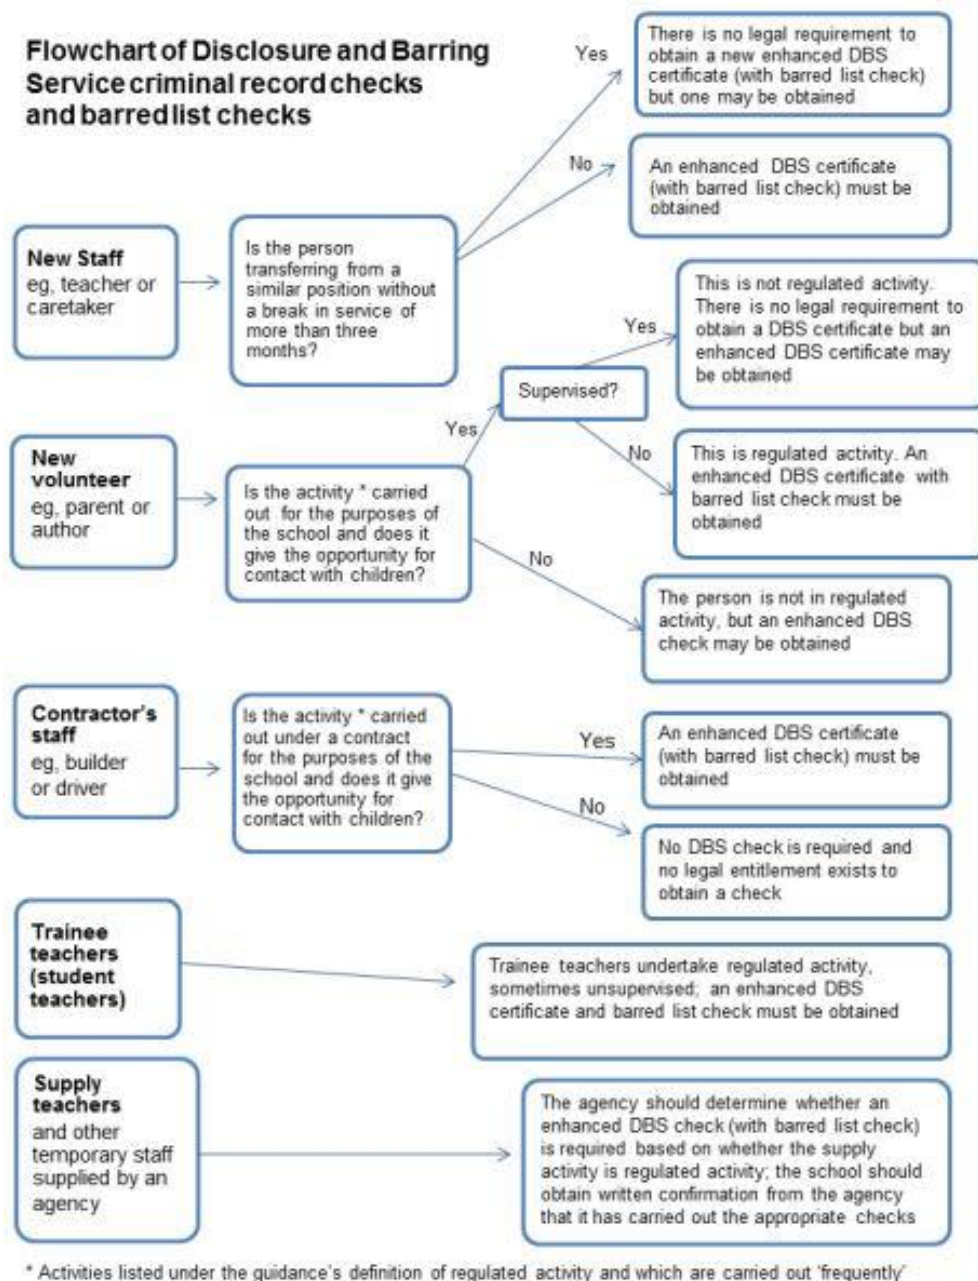 Flowchart of Disclosure and Barring
Service criminal record checks
and barred list checks
Yes
There is no legal requirement to
obtain a new enhanced DBS
certificate (with barred list check)
but one may be obtained
No
An enhanced DBS certificate
(with barred list check) must be
obtained
New Staff
eg, teacher or
caretaker
Is the person
transferring from a
similar position without
a break in service of
more than three
months?
This is not regulated activity.
There is no legal requirement to
obtain a DBS certificate but an
enhanced DBS certificate may
be obtained
Yes
Supervised?
Yes
No
This is regulated activity. An
enhanced DBS certificate with
barred list check must be
obtained
New
volunteer
eg, parent or
author
Is the activity * carried
out for the purposes of
the school and does it
give the opportunity for
contact with children?
No
The person is not in regulated
activity, but an enhanced DBS
check may be obtained
Contractor's
staff
eg, builder
or driver
Is the activity * carried
out under a contract
for the purposes of the
school and does it give
the opportunity for
contact with children?
Yes
An enhanced DBS certificate
(with barred list check) must be
obtained
No
No DBS check is required and
no legal entitlement exists to
obtain a check
Trainee
teachers
(student
teachers)
Trainee teachers undertake regulated activity,
sometimes unsupervised; an enhanced DBS
certificate and barred list check must be obtained
Supply
teachers
and other
temporary staff
supplied by an
agency
The agency should determine whether an
enhanced DBS check (with barred list check)
is required based on whether the supply
activity is regulated activity; the school should
obtain written confirmation from the agency
that it has carried out the appropriate checks
* Activities listed under the guidance's definition of regulated activity and which are carried out 'frequently'